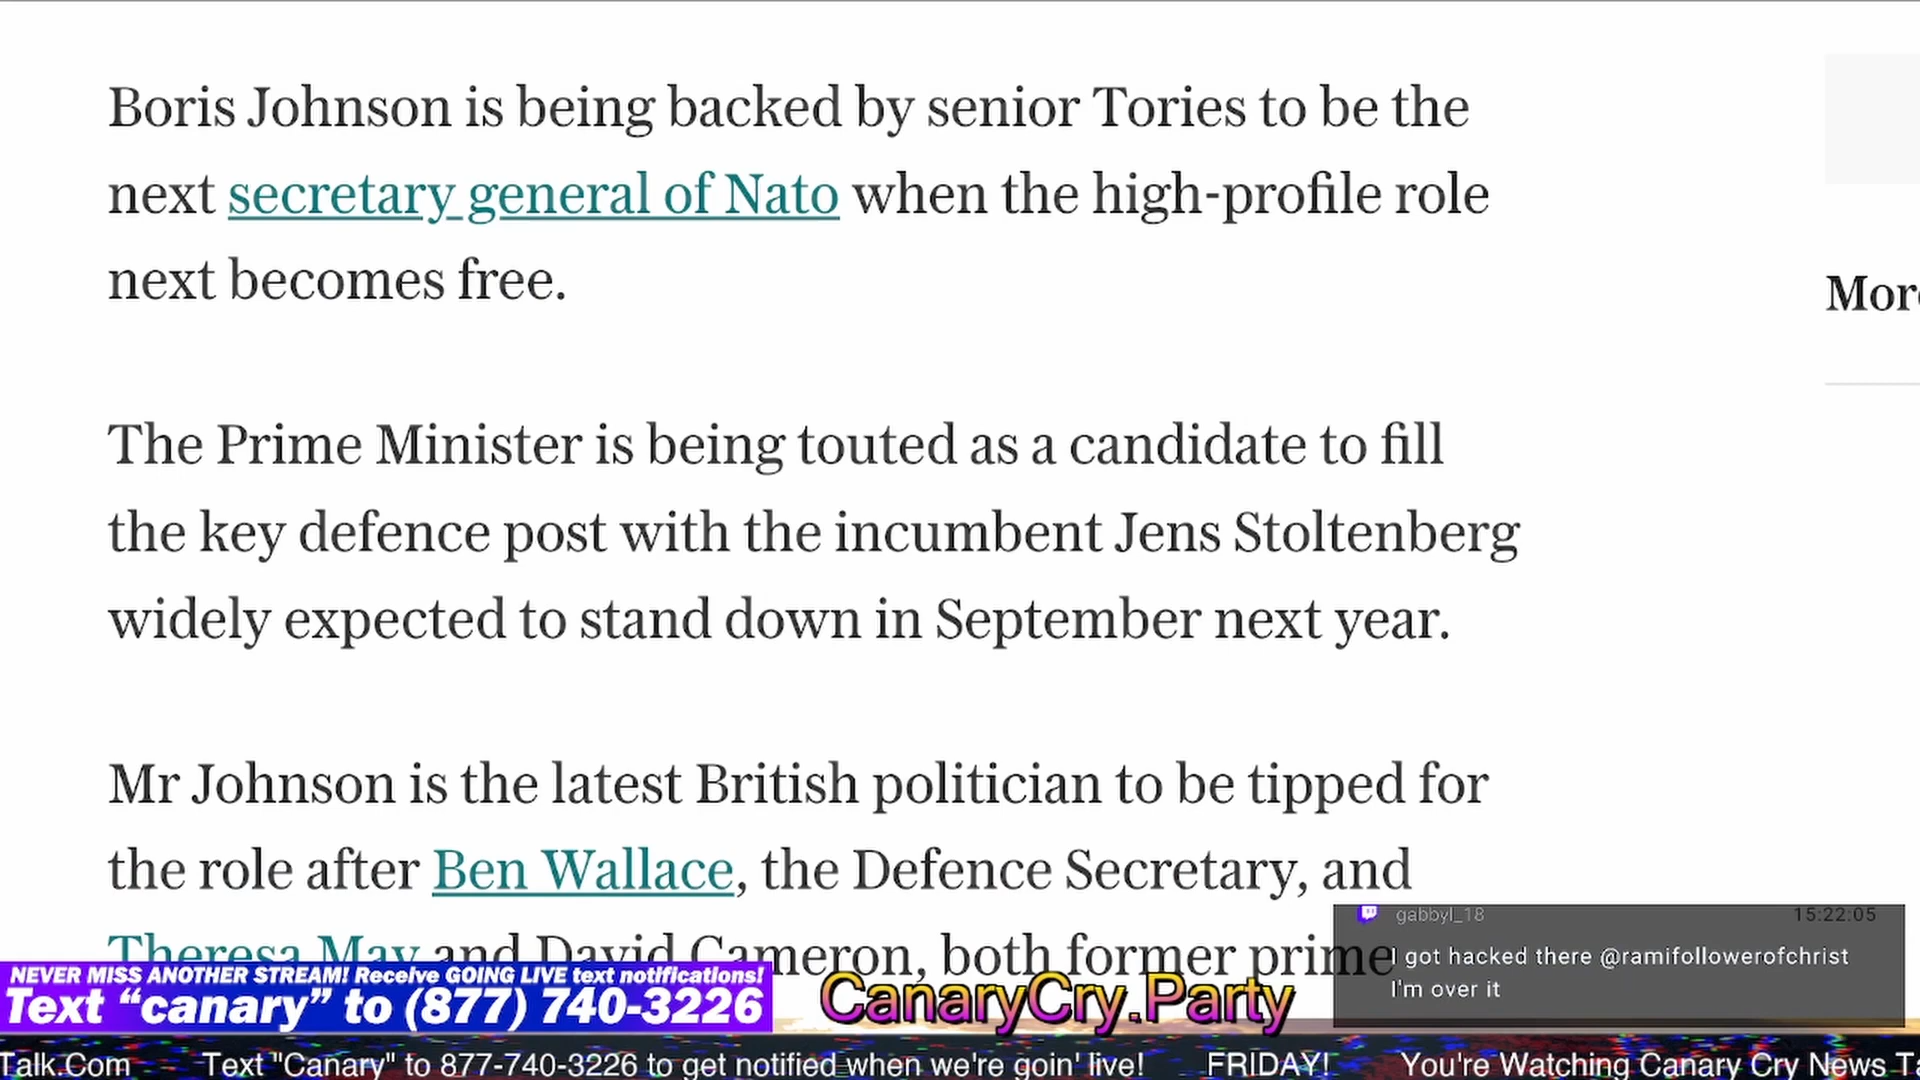 Boris Johnson is being backed by senior Tories to be the
next secretary general of Nato when the high-profile role
next becomes free.
More
The Prime Minister is being touted as a candidate to fill
the key defence post with the incumbent Jens Stoltenberg
widely expected to stand down in September next year.
Mr Johnson is the latest British politician to be tipped for
the role after Ben Wallace, the Defence Secretary, and
Theresa May and David Cameron, both former prime
gabbyl_18 15:22:05
I got hacked there @ramifollowerofchrist
I'm over it
NEVER MISS ANOTHER STREAM! Receive GOING LIVE text notifications!
Text “canary” to (877) 740-3226
CanaryCry.Party
Talk.Com Text "Canary" to 877-740-3226 to get notified when we're goin' live! FRIDAY! You're Watching Canary Cry News Ta